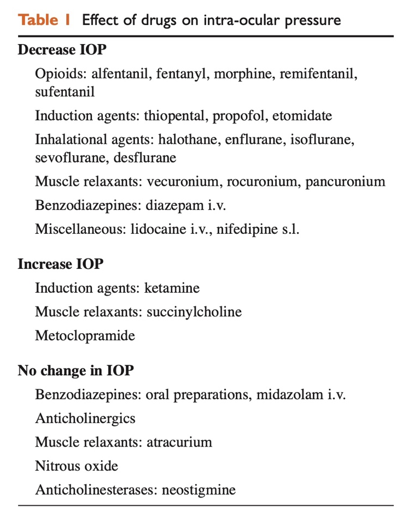 Table 1 Effect of drugs on intra-ocular pressure
Decrease IOP
Opioids: alfentanil, fentanyl, morphine, remifentanil,
sufentanil
Induction agents: thiopental, propofol, etomidate
Inhalational agents: halothane, enflurane, isoflurane,
sevoflurane, desflurane
Muscle relaxants: vecuronium, rocuronium, pancuronium
Benzodiazepines: diazepam i.v.
Miscellaneous: lidocaine i.v., nifedipine s.l.
Increase IOP
Induction agents: ketamine
Muscle relaxants: succinylcholine
Metoclopramide
No change in IOP
Benzodiazepines: oral preparations, midazolam i.v.
Anticholinergics
Muscle relaxants: atracurium
Nitrous oxide
Anticholinesterases: neostigmine